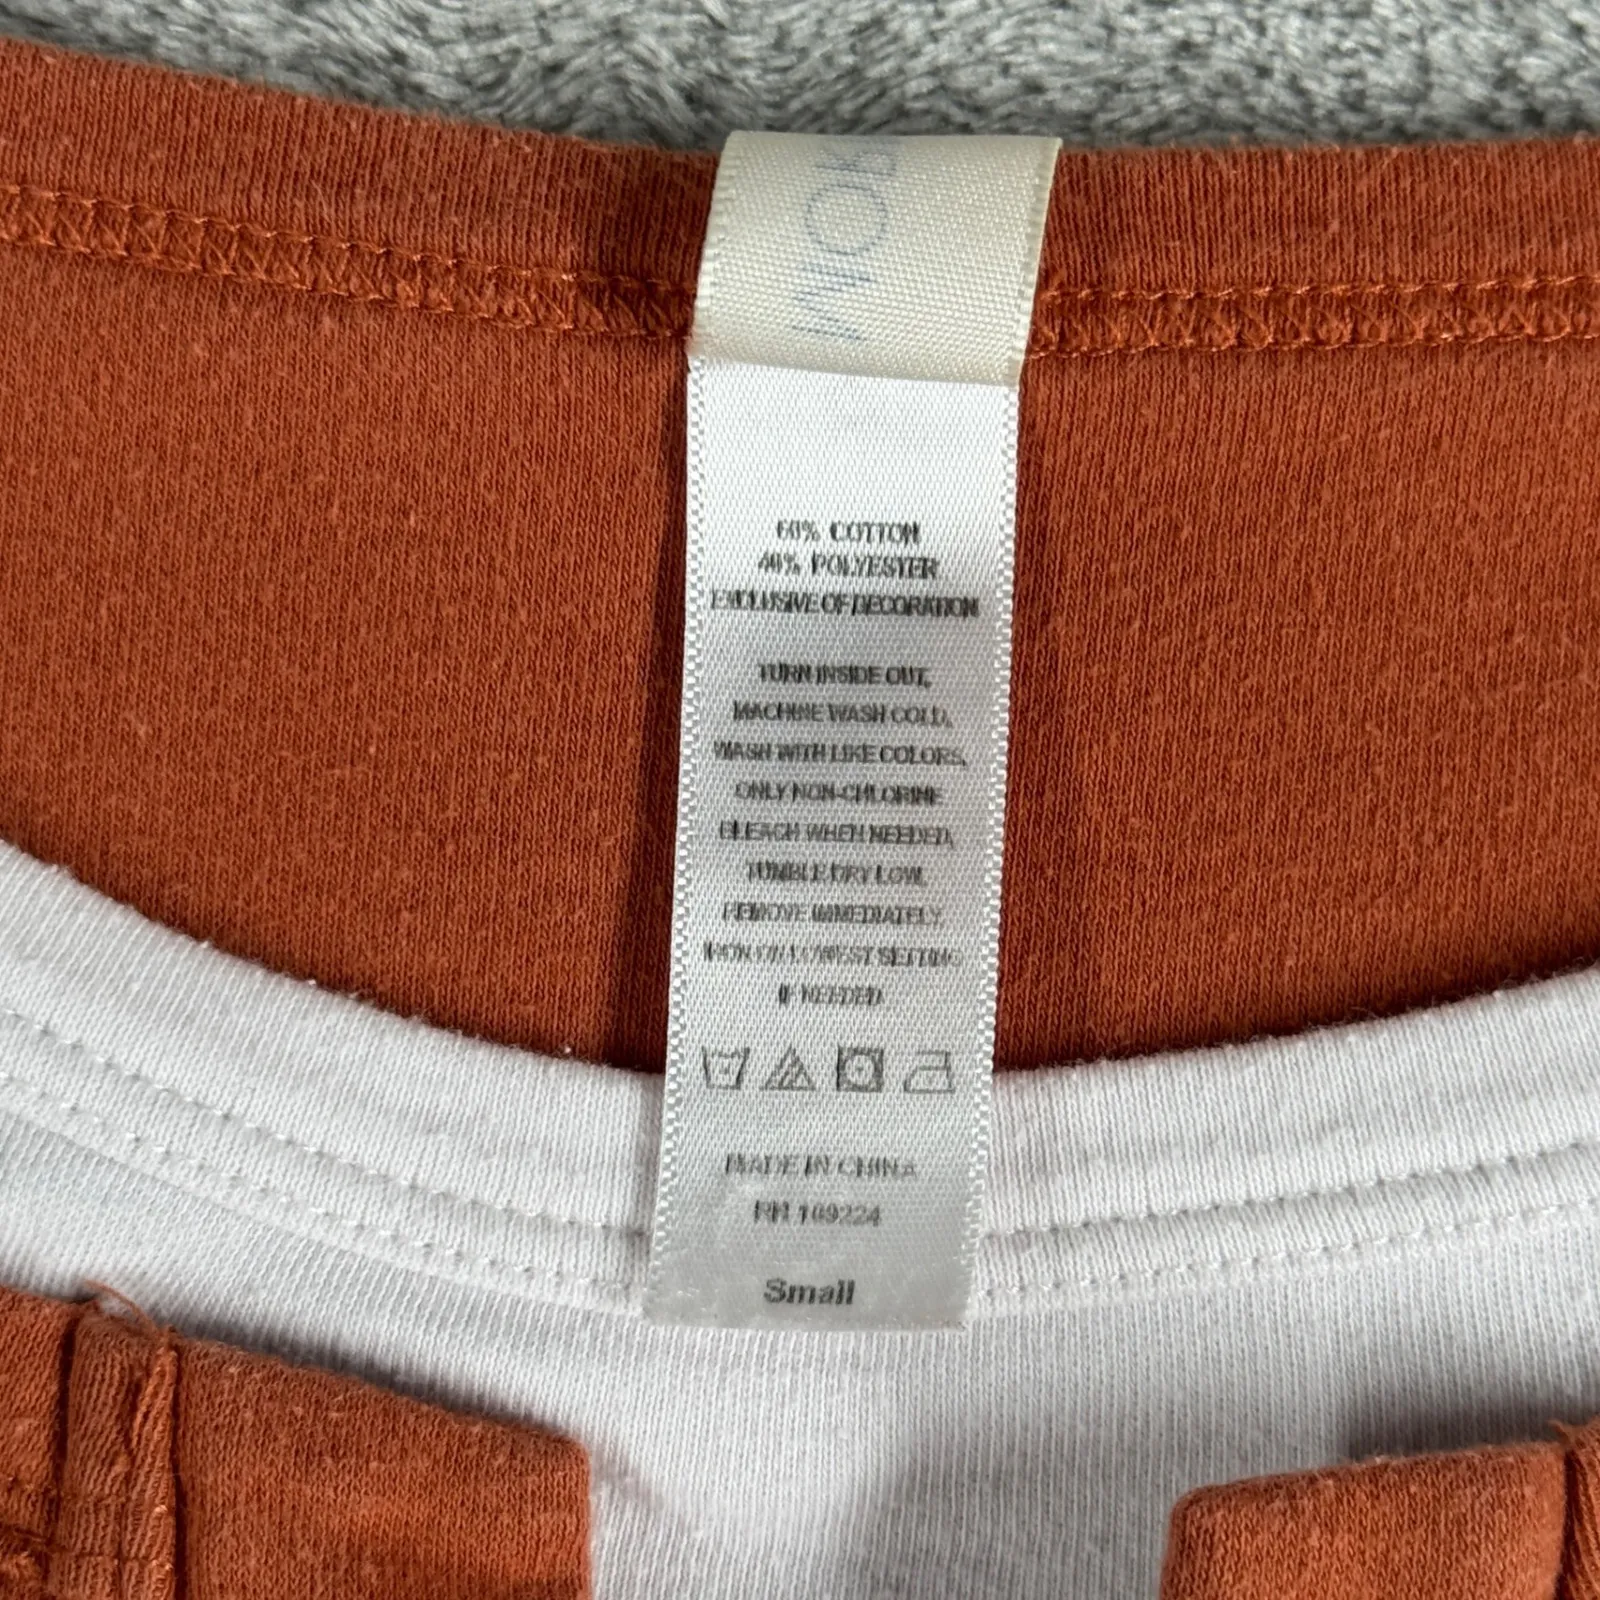 60% COTTON
40% POLYESTER
EXCLUSIVE OF DECORATION
TURN INSIDE OUT,
MACHINE WASH COLD,
WASH WITH LIKE COLORS,
ONLY NON-CHLORINE
BLEACH WHEN NEEDED,
TUMBLE DRY LOW,
REMOVE IMMEDIATELY
IRON ON LOWEST SETTING
IF NEEDED
MADE IN CHINA
RN 109224
Small